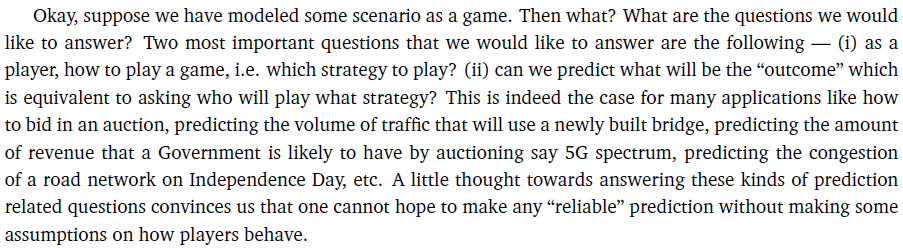 Okay, suppose we have modeled some scenario as a game. Then what? What are the questions we would
like to answer? Two most important questions that we would like to answer are the following — (i) as a
player, how to play a game, i.e. which strategy to play? (ii) can we predict what will be the “outcome” which
is equivalent to asking who will play what strategy? This is indeed the case for many applications like how
to bid in an auction, predicting the volume of traffic that will use a newly built bridge, predicting the amount
of revenue that a Government is likely to have by auctioning say 5G spectrum, predicting the congestion
of a road network on Independence Day, etc. A little thought towards answering these kinds of prediction
related questions convinces us that one cannot hope to make any “reliable” prediction without making some
assumptions on how players behave.